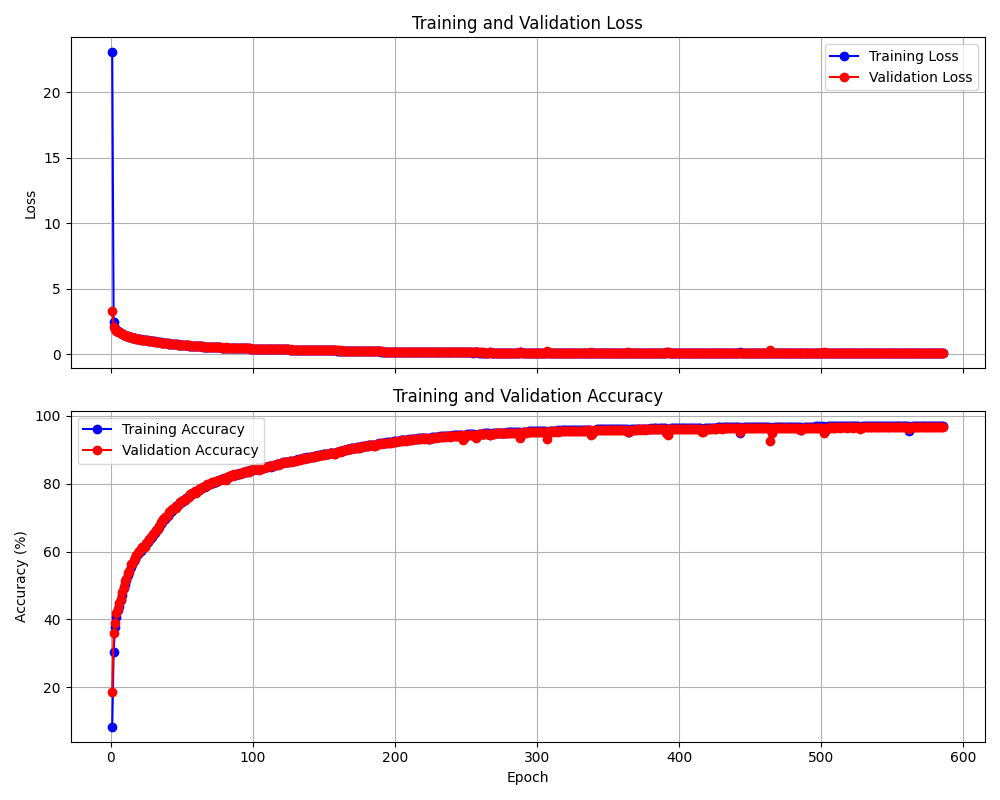 Training and Validation Loss
Training Loss
Validation Loss
20
15
10
5
0
Loss
Training and Validation Accuracy
Training Accuracy
Validation Accuracy
100
80
60
40
20
Accuracy (%)
0 100 200 300 400 500 600
Epoch